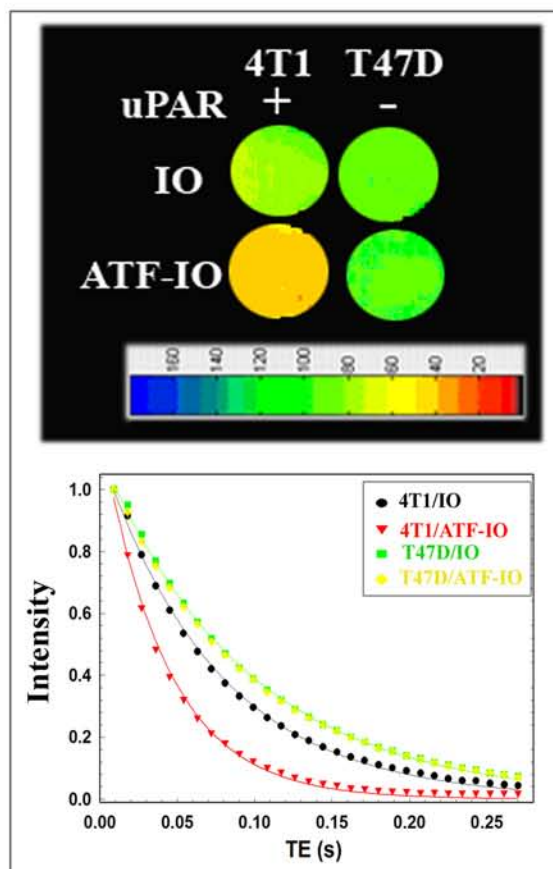 4T1 T47D
uPAR + -
IO
ATF-IO
160 140 120 100 80 60 40 20
1.0
0.8
0.6
0.4
0.2
0.0
Intensity
4T1/IO
4T1/ATF-IO
T47D/IO
T47D/ATF-IO
0.00 0.05 0.10 0.15 0.20 0.25
TE (s)